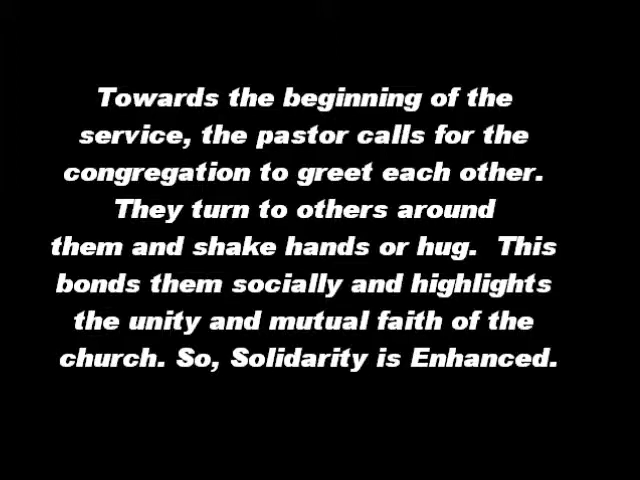 Towards the beginning of the
service, the pastor calls for the
congregation to greet each other.
They turn to others around
them and shake hands or hug.  This
bonds them socially and highlights
the unity and mutual faith of the
church. So, Solidarity is Enhanced.